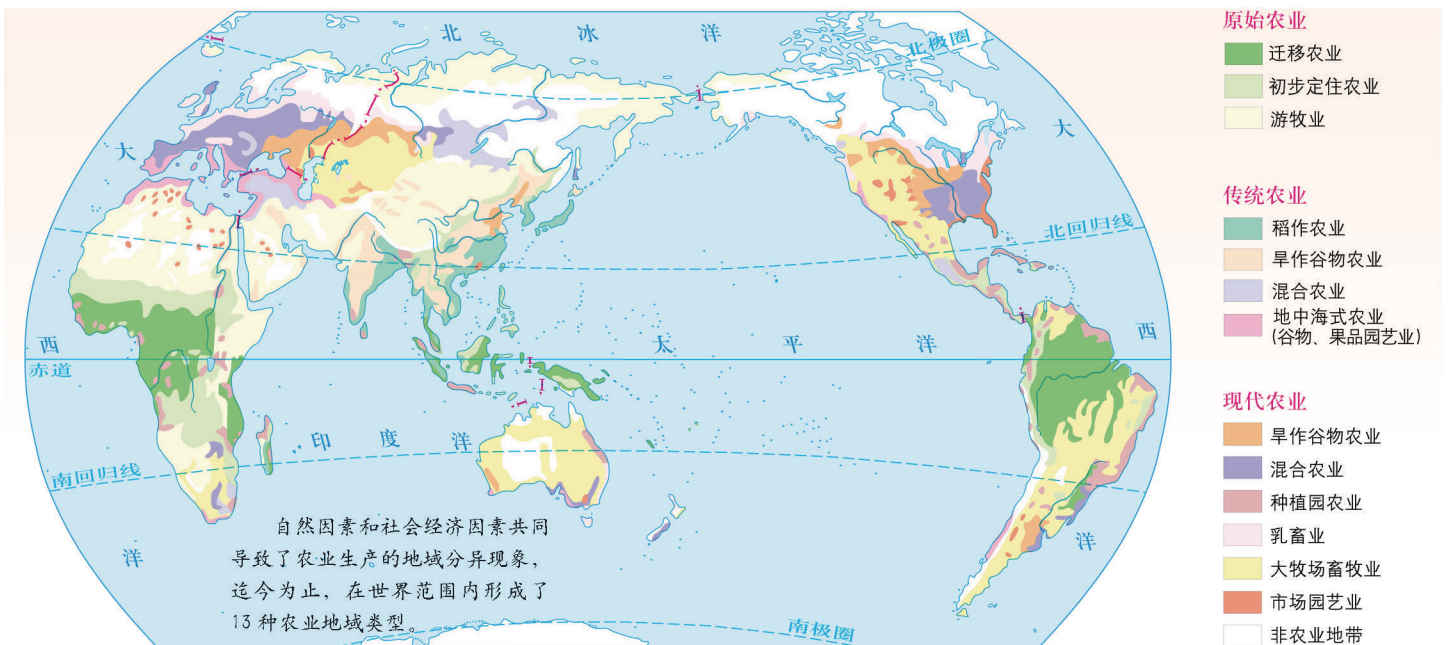 北 冰 洋
北极圈
大
大
北回归线
西
太 平 洋
西
赤道
印 度 洋
南回归线
洋
洋
南极圈
自然因素和社会经济因素共同
导致了农业生产的地域分异现象，
迄今为止，在世界范围内形成了
13种农业地域类型。
原始农业
迁移农业
初步定住农业
游牧业
传统农业
稻作农业
旱作谷物农业
混合农业
地中海式农业
(谷物、果品园艺业)
现代农业
旱作谷物农业
混合农业
种植园农业
乳畜业
大牧场畜牧业
市场园艺业
非农业地带